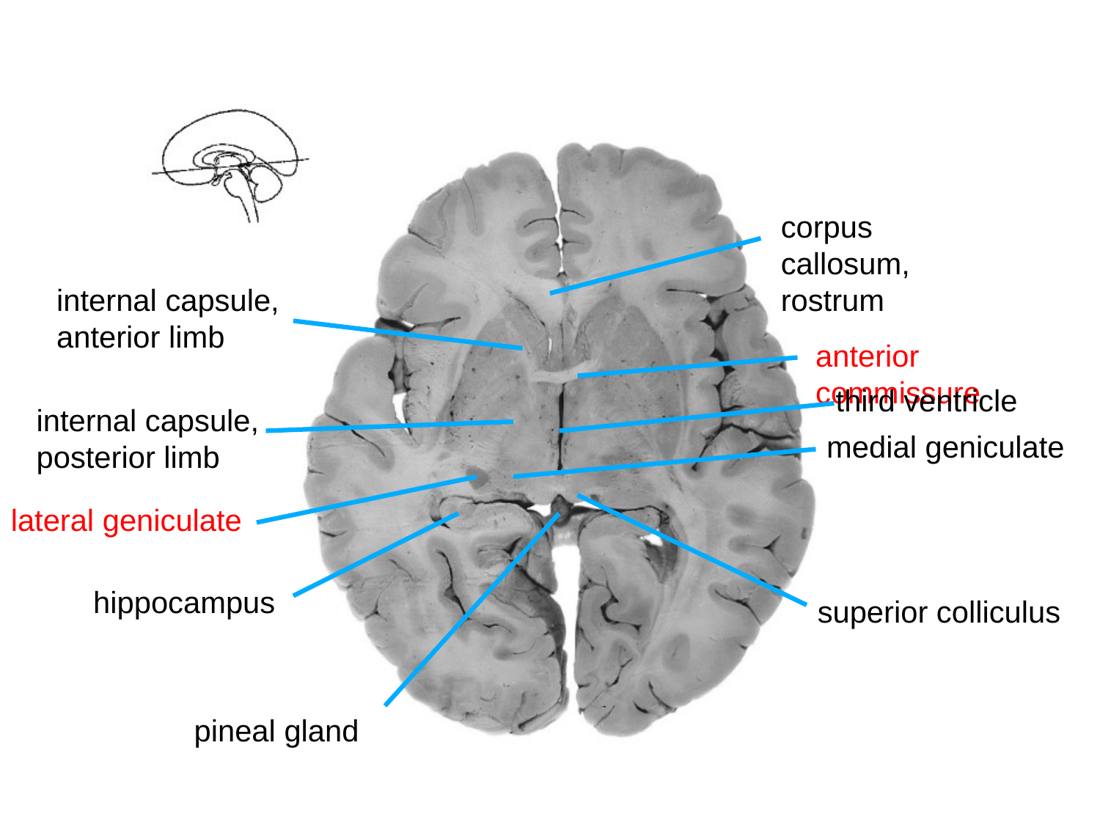 corpus
callosum,
rostrum
internal capsule,
anterior limb
anterior
commissure
third ventricle
internal capsule,
posterior limb
medial geniculate
lateral geniculate
hippocampus
superior colliculus
pineal gland